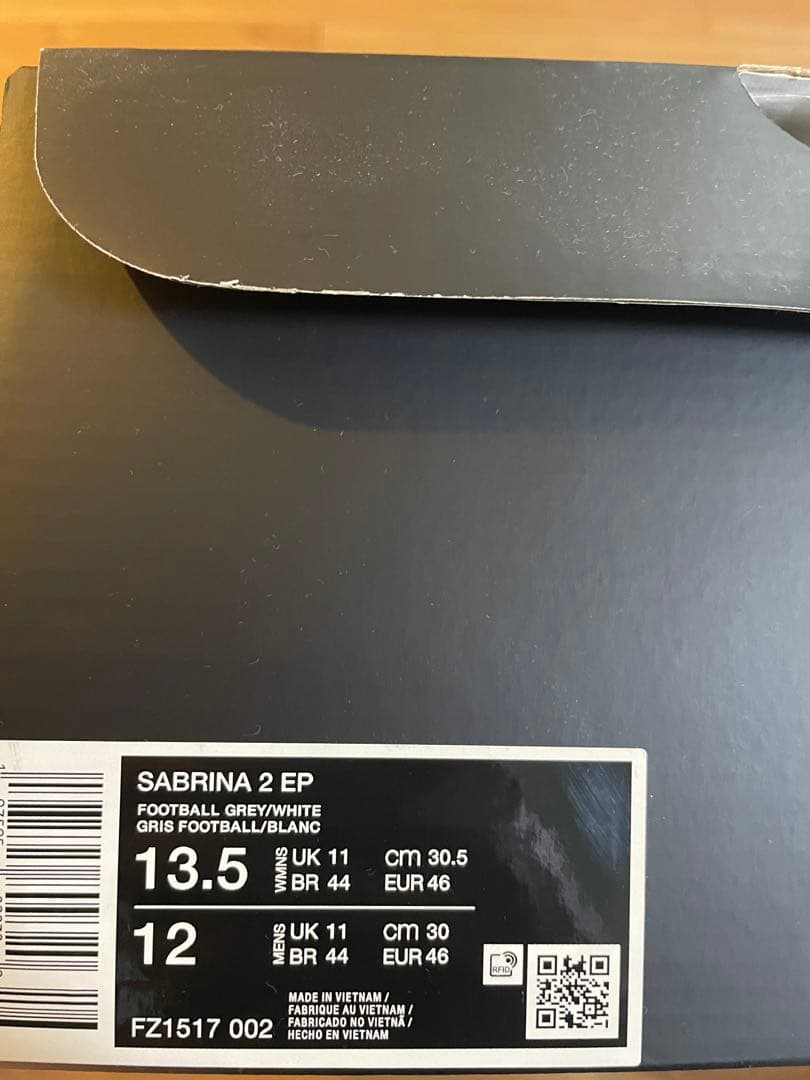 SABRINA 2 EP
FOOTBALL GREY/WHITE
GRIS FOOTBALL/BLANC
13.5 WMNS UK 11 cm 30.5
BR 44 EUR 46
12 MENS UK 11 cm 30
BR 44 EUR 46
RFID
MADE IN VIETNAM /
FABRIQUE AU VIETNAM /
FABRICADO NO VIETNÃ /
HECHO EN VIETNAM
FZ1517 002